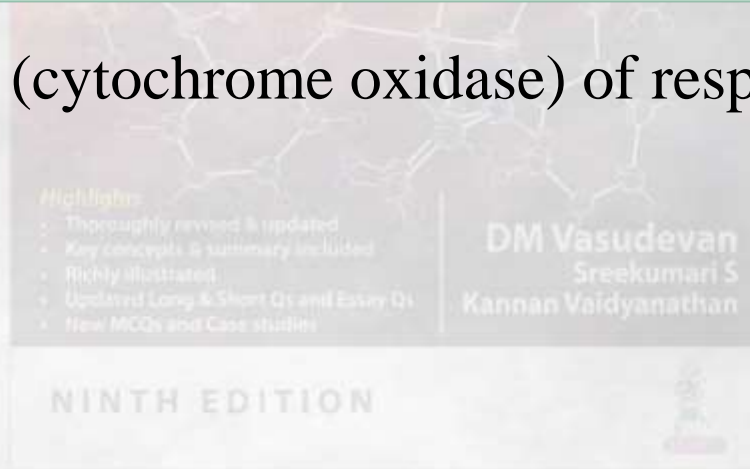 (cytochrome oxidase) of resp
Highlights
• Thoroughly revised & updated
• Key concepts & summary included
• Richly illustrated
• Updated Long & Short Qs and Essay Qs
• New MCQs and Case studies
DM Vasudevan
Sreekumari S
Kannan Vaidyanathan
NINTH EDITION